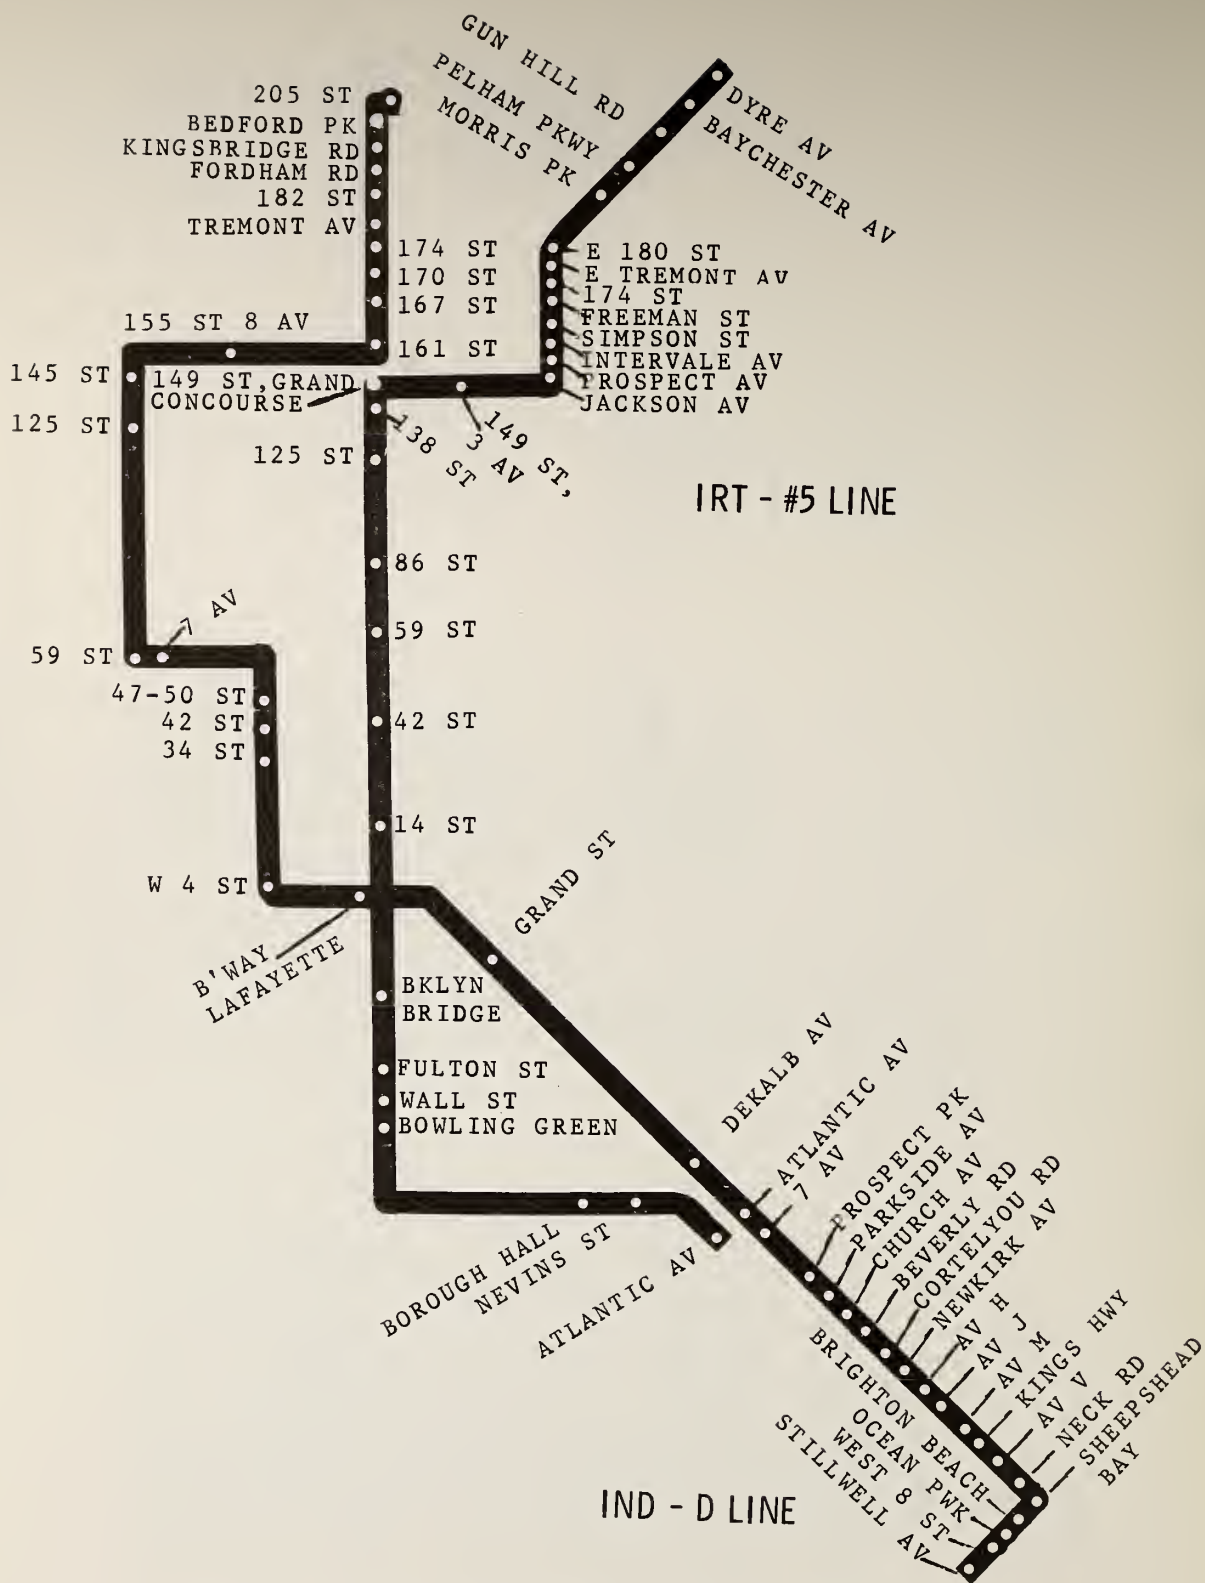 GUN HILL RD
PELHAM PKWY
MORRIS PK
DYRE AV
BAYCHESTER AV
205 ST
BEDFORD PK
KINGSBRIDGE RD
FORDHAM RD
182 ST
TREMONT AV
174 ST
170 ST
167 ST
161 ST
E 180 ST
E TREMONT AV
174 ST
FREEMAN ST
SIMPSON ST
INTERVALE AV
PROSPECT AV
JACKSON AV
155 ST 8 AV
145 ST
149 ST, GRAND
CONCOURSE
125 ST
138 ST
149 ST,
3 AV
125 ST
IRT - #5 LINE
86 ST
59 ST
7 AV
59 ST
47-50 ST
42 ST
34 ST
42 ST
14 ST
W 4 ST
GRAND ST
B'WAY
LAFAYETTE
BKLYN
BRIDGE
FULTON ST
WALL ST
BOWLING GREEN
DEKALB AV
ATLANTIC AV
7 AV
PROSPECT PK
PARKSIDE AV
CHURCH AV
BEVERLY RD
CORTELYOU RD
NEWKIRK AV
AV H
AV J
AV M
KINGS HWY
AV V
NECK RD
SHEEPSHEAD
BAY
BOROUGH HALL
NEVINS ST
ATLANTIC AV
BRIGHTON BEACH
OCEAN PWK
WEST 8 ST
STILLWELL AV
IND - D LINE